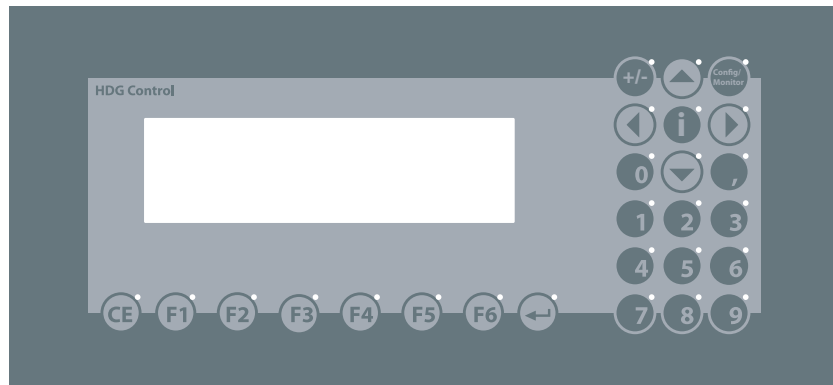 +/- Config/
Monitor
HDG Control
i
0 ,
1 2 3
4 5 6
CE F1 F2 F3 F4 F5 F6 7 8 9